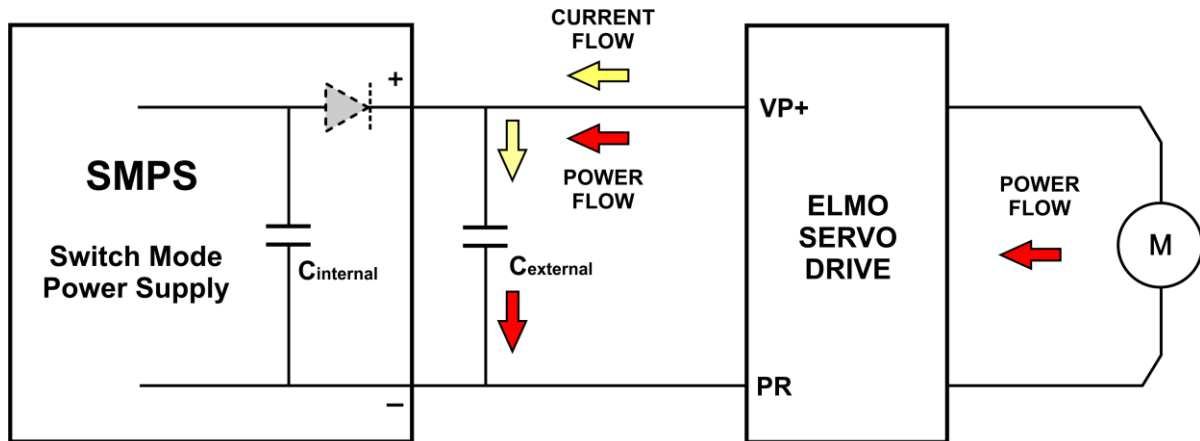 CURRENT
FLOW
+
VP+
SMPS
POWER
FLOW
Switch Mode
Power Supply
Cinternal
Cexternal
ELMO
SERVO
DRIVE
POWER
FLOW
M
PR
–